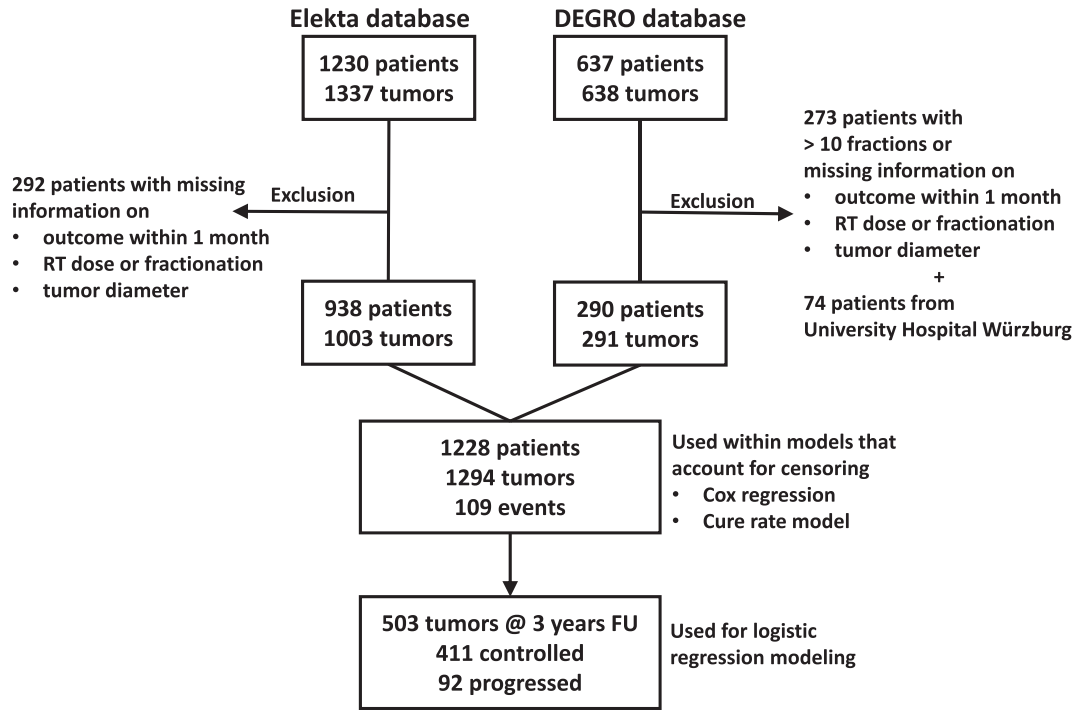 Elekta database
1230 patients
1337 tumors
DEGRO database
637 patients
638 tumors
292 patients with missing
information on
• outcome within 1 month
• RT dose or fractionation
• tumor diameter
Exclusion
Exclusion
273 patients with
> 10 fractions or
missing information on
• outcome within 1 month
• RT dose or fractionation
• tumor diameter
+
74 patients from
University Hospital Würzburg
938 patients
1003 tumors
290 patients
291 tumors
1228 patients
1294 tumors
109 events
Used within models that
account for censoring
• Cox regression
• Cure rate model
503 tumors @ 3 years FU
411 controlled
92 progressed
Used for logistic
regression modeling